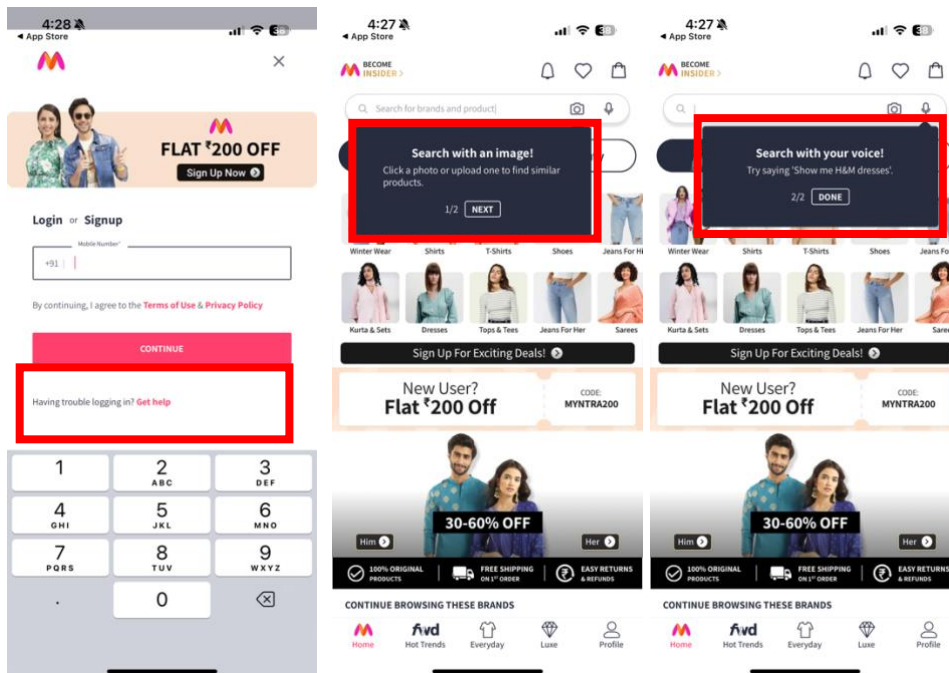 4:28
App Store
FLAT ₹200 OFF
Sign Up Now
Login or Signup
Mobile Number*
+91
By continuing, I agree to the Terms of Use & Privacy Policy
CONTINUE
Having trouble logging in? Get help
1
2
ABC
3
DEF
4
GHI
5
JKL
6
MNO
7
PQRS
8
TUV
9
WXYZ
.
0
4:27
App Store
BECOME
INSIDER >
Search for brands and product
Search with an image!
Click a photo or upload one to find similar
products.
1/2 NEXT
Winter Wear
Shirts
T-Shirts
Shoes
Jeans For Hi
Kurta & Sets
Dresses
Tops & Tees
Jeans For Her
Sarees
Sign Up For Exciting Deals!
New User?
Flat ₹200 Off
CODE:
MYNTRA200
30-60% OFF
Him
Her
100% ORIGINAL
PRODUCTS
FREE SHIPPING
ON 1ST ORDER
EASY RETURNS
& REFUNDS
CONTINUE BROWSING THESE BRANDS
Home
fwd
Hot Trends
Everyday
Luxe
Profile
4:27
App Store
BECOME
INSIDER >
Search with your voice!
Try saying 'Show me H&M dresses'.
2/2 DONE
Winter Wear
Shirts
T-Shirts
Shoes
Jeans Fo
Kurta & Sets
Dresses
Tops & Tees
Jeans For Her
Saree
Sign Up For Exciting Deals!
New User?
Flat ₹200 Off
CODE:
MYNTRA200
30-60% OFF
Him
Her
100% ORIGINAL
PRODUCTS
FREE SHIPPING
ON 1ST ORDER
EASY RETURNS
& REFUNDS
CONTINUE BROWSING THESE BRANDS
Home
fwd
Hot Trends
Everyday
Luxe
Profile